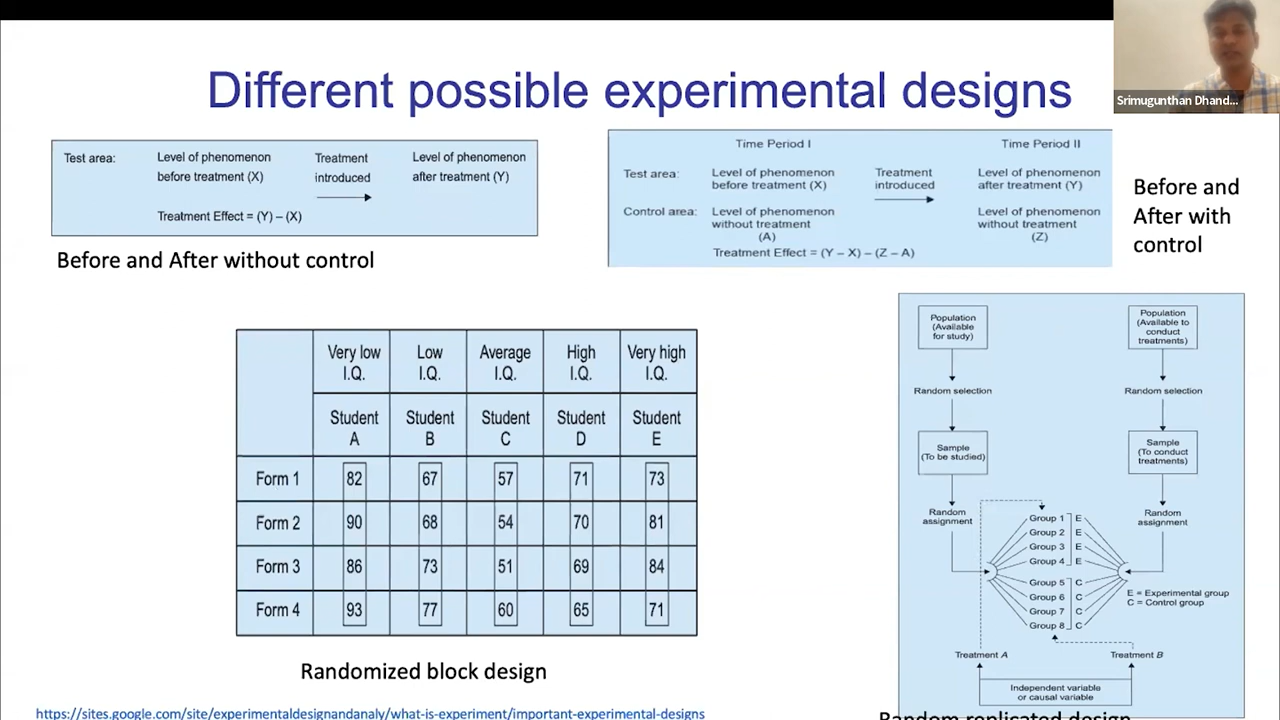 Srimugunthan Dhand...
Different possible experimental designs
Test area: Level of phenomenon before treatment (X) Treatment introduced Level of phenomenon after treatment (Y)
Treatment Effect = (Y) – (X)
Before and After without control
Time Period I Time Period II
Test area: Level of phenomenon before treatment (X) Treatment introduced Level of phenomenon after treatment (Y)
Control area: Level of phenomenon without treatment (A) Level of phenomenon without treatment (Z)
Treatment Effect = (Y – X) – (Z – A)
Before and
After with
control
Very low I.Q. Low I.Q. Average I.Q. High I.Q. Very high I.Q.
Student A Student B Student C Student D Student E
Form 1 82 67 57 71 73
Form 2 90 68 54 70 81
Form 3 86 73 51 69 84
Form 4 93 77 60 65 71
Randomized block design
Population (Available for study)
Population (Available to conduct treatments)
Random selection Random selection
Sample (To be studied)
Sample (To conduct treatments)
Random assignment Random assignment
Group 1 E
Group 2 E
Group 3 E
Group 4 E
Group 5 C
Group 6 C
Group 7 C
Group 8 C
E = Experimental group
C = Control group
Treatment A Treatment B
Independent variable
or causal variable
Random replicated design
https://sites.google.com/site/experimentaldesignandanaly/what-is-experiment/important-experimental-designs